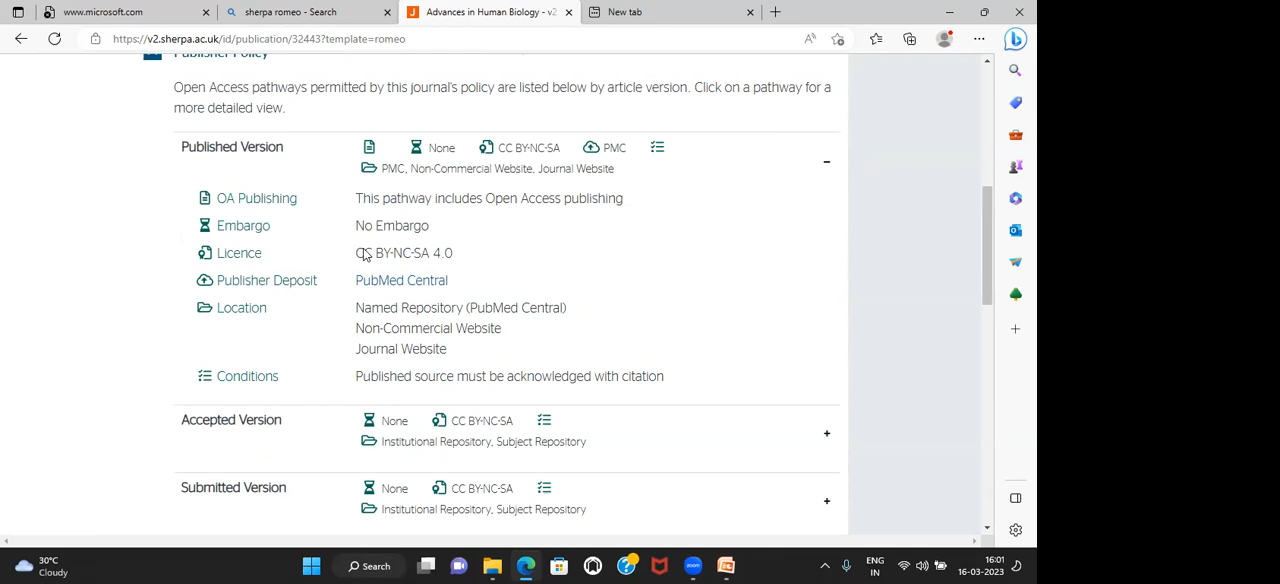 www.microsoft.com
sherpa romeo - Search
Advances in Human Biology - v2
New tab
https://v2.sherpa.ac.uk/id/publication/32443?template=romeo
Publisher Policy
Open Access pathways permitted by this journal's policy are listed below by article version. Click on a pathway for a
more detailed view.
Published Version
None CC BY-NC-SA PMC
PMC, Non-Commercial Website, Journal Website
OA Publishing This pathway includes Open Access publishing
Embargo No Embargo
Licence CC BY-NC-SA 4.0
Publisher Deposit PubMed Central
Location Named Repository (PubMed Central)
Non-Commercial Website
Journal Website
Conditions Published source must be acknowledged with citation
Accepted Version None CC BY-NC-SA
Institutional Repository, Subject Repository
Submitted Version None CC BY-NC-SA
Institutional Repository, Subject Repository
30°C
Cloudy
Search
zoom
ENG
IN
16:01
16-03-2023